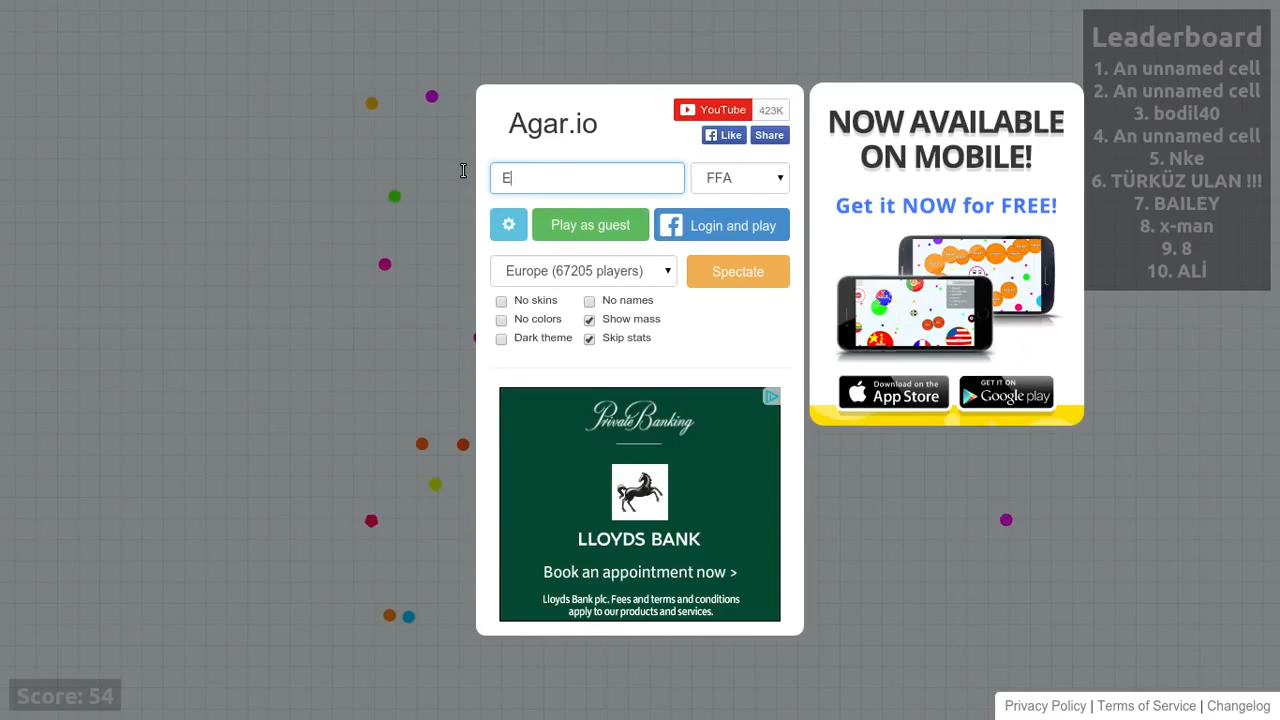 Agar.io
YouTube 423K
Like Share
E
FFA
Play as guest
Login and play
Europe (67205 players)
Spectate
No skins
No names
No colors
Show mass
Dark theme
Skip stats
Private Banking
LLOYDS BANK
Book an appointment now >
Lloyds Bank plc. Fees and terms and conditions
apply to our products and services.
NOW AVAILABLE
ON MOBILE!
Get it NOW for FREE!
Download on the
App Store
GET IT ON
Google play
Leaderboard
1. An unnamed cell
2. An unnamed cell
3. bodil40
4. An unnamed cell
5. Nke
6. TÜRKÜZ ULAN !!!
7. BAILEY
8. x-man
9. 8
10. ALİ
Score: 54
Privacy Policy | Terms of Service | Changelog